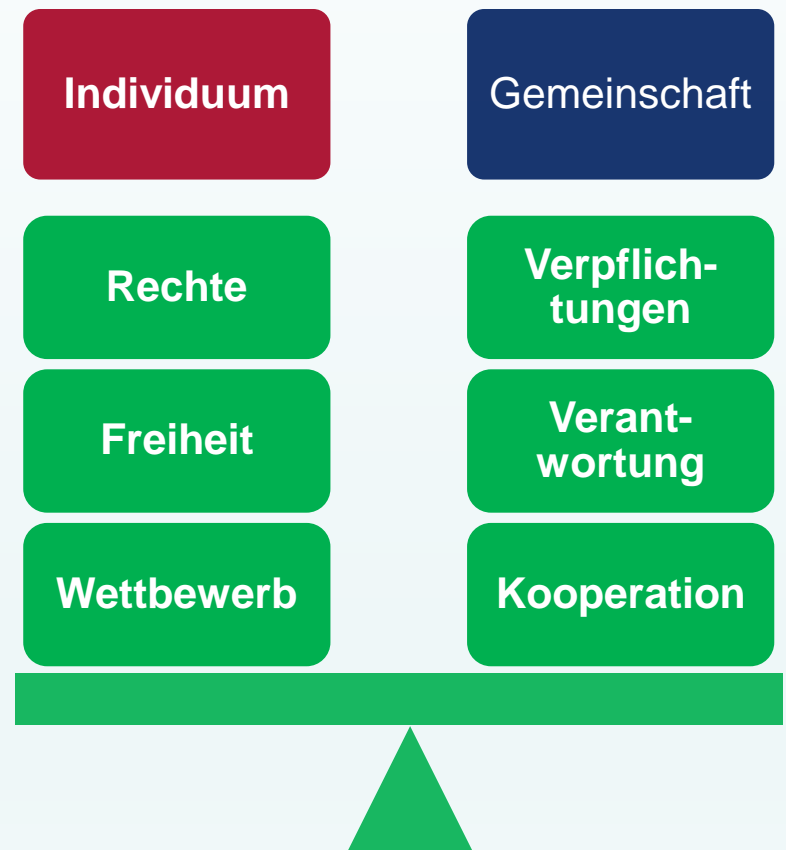 Individuum
Gemeinschaft
Rechte
Verpflich-
tungen
Freiheit
Verant-
wortung
Wettbewerb
Kooperation